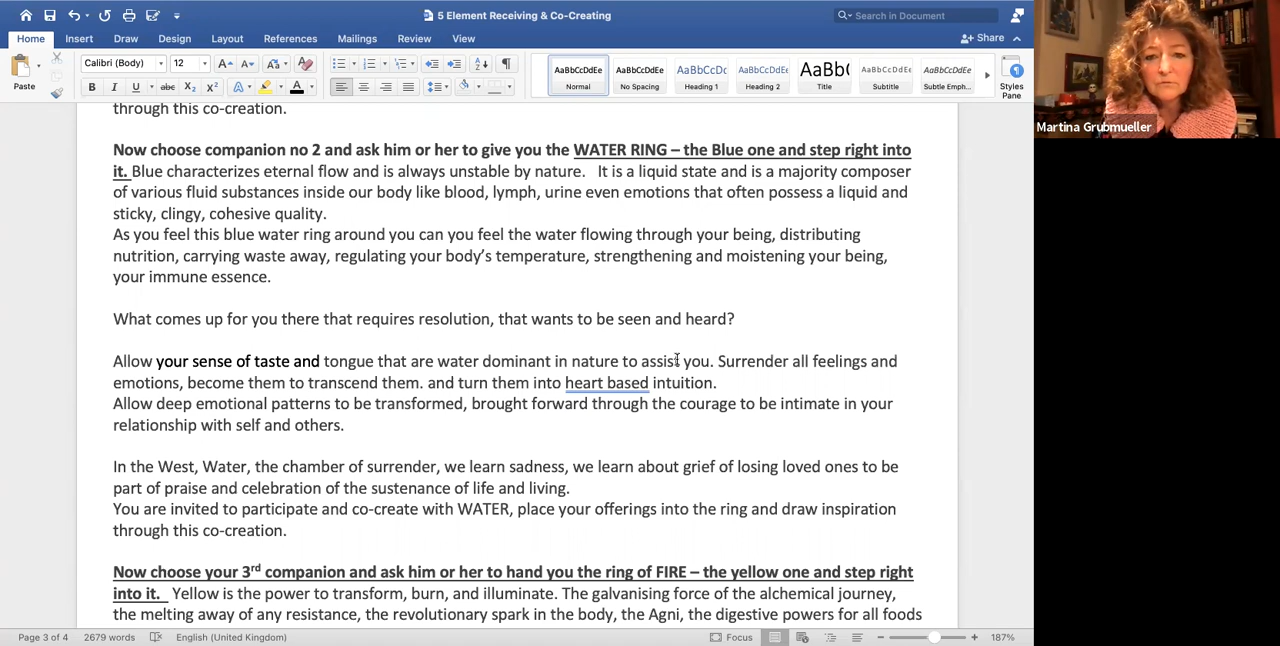 5 Element Receiving & Co-Creating
Search in Document
Home Insert Draw Design Layout References Mailings Review View
Share
Calibri (Body) 12
AaBbCcDdEe AaBbCcDdEe AaBbCcDc AaBbCcDdEe AaBb( AaBbCcDdEe AaBbCcDdEe
Paste
Normal No Spacing Heading 1 Heading 2 Title Subtitle Subtle Emph... Styles Pane
through this co-creation.
Now choose companion no 2 and ask him or her to give you the WATER RING – the Blue one and step right into
it. Blue characterizes eternal flow and is always unstable by nature. It is a liquid state and is a majority composer
of various fluid substances inside our body like blood, lymph, urine even emotions that often possess a liquid and
sticky, clingy, cohesive quality.
As you feel this blue water ring around you can you feel the water flowing through your being, distributing
nutrition, carrying waste away, regulating your body's temperature, strengthening and moistening your being,
your immune essence.
What comes up for you there that requires resolution, that wants to be seen and heard?
Allow your sense of taste and tongue that are water dominant in nature to assist you. Surrender all feelings and
emotions, become them to transcend them. and turn them into heart based intuition.
Allow deep emotional patterns to be transformed, brought forward through the courage to be intimate in your
relationship with self and others.
In the West, Water, the chamber of surrender, we learn sadness, we learn about grief of losing loved ones to be
part of praise and celebration of the sustenance of life and living.
You are invited to participate and co-create with WATER, place your offerings into the ring and draw inspiration
through this co-creation.
Now choose your 3rd companion and ask him or her to hand you the ring of FIRE – the yellow one and step right
into it. Yellow is the power to transform, burn, and illuminate. The galvanising force of the alchemical journey,
the melting away of any resistance, the revolutionary spark in the body, the Agni, the digestive powers for all foods
Page 3 of 4 2679 words English (United Kingdom) Focus 187%
Martina Grubmueller